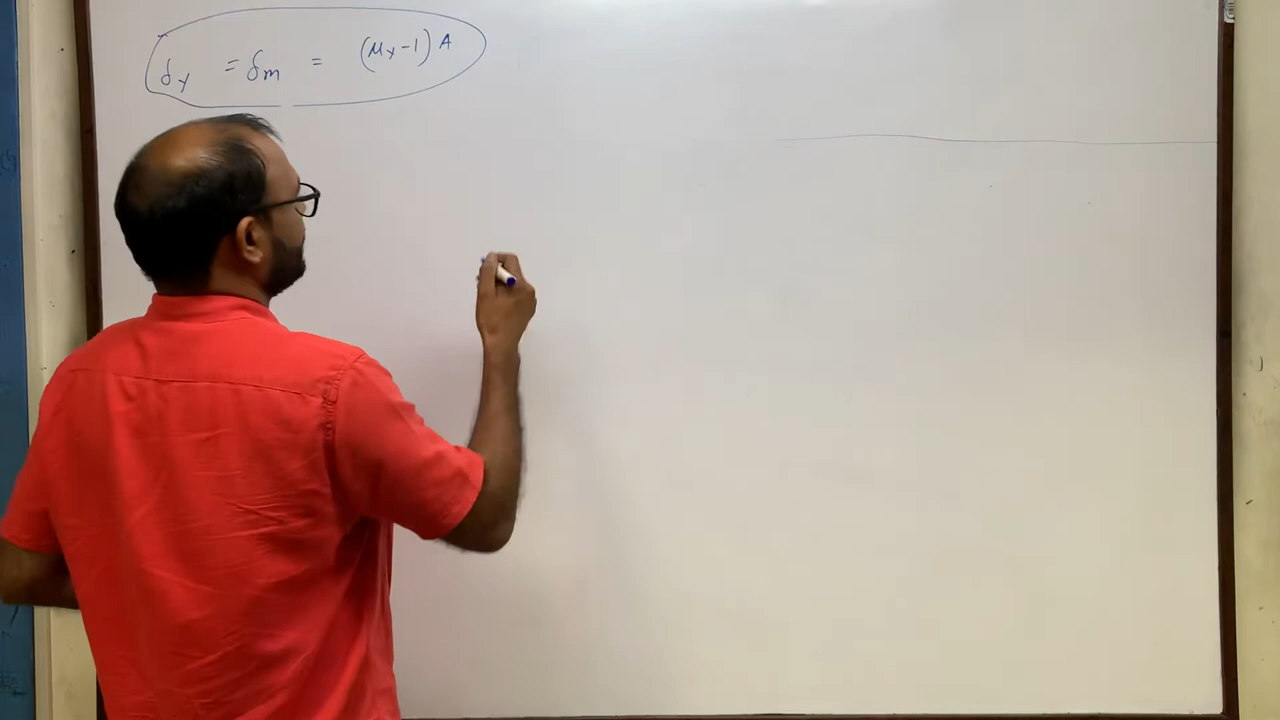 δy = δm = (μy-1) A